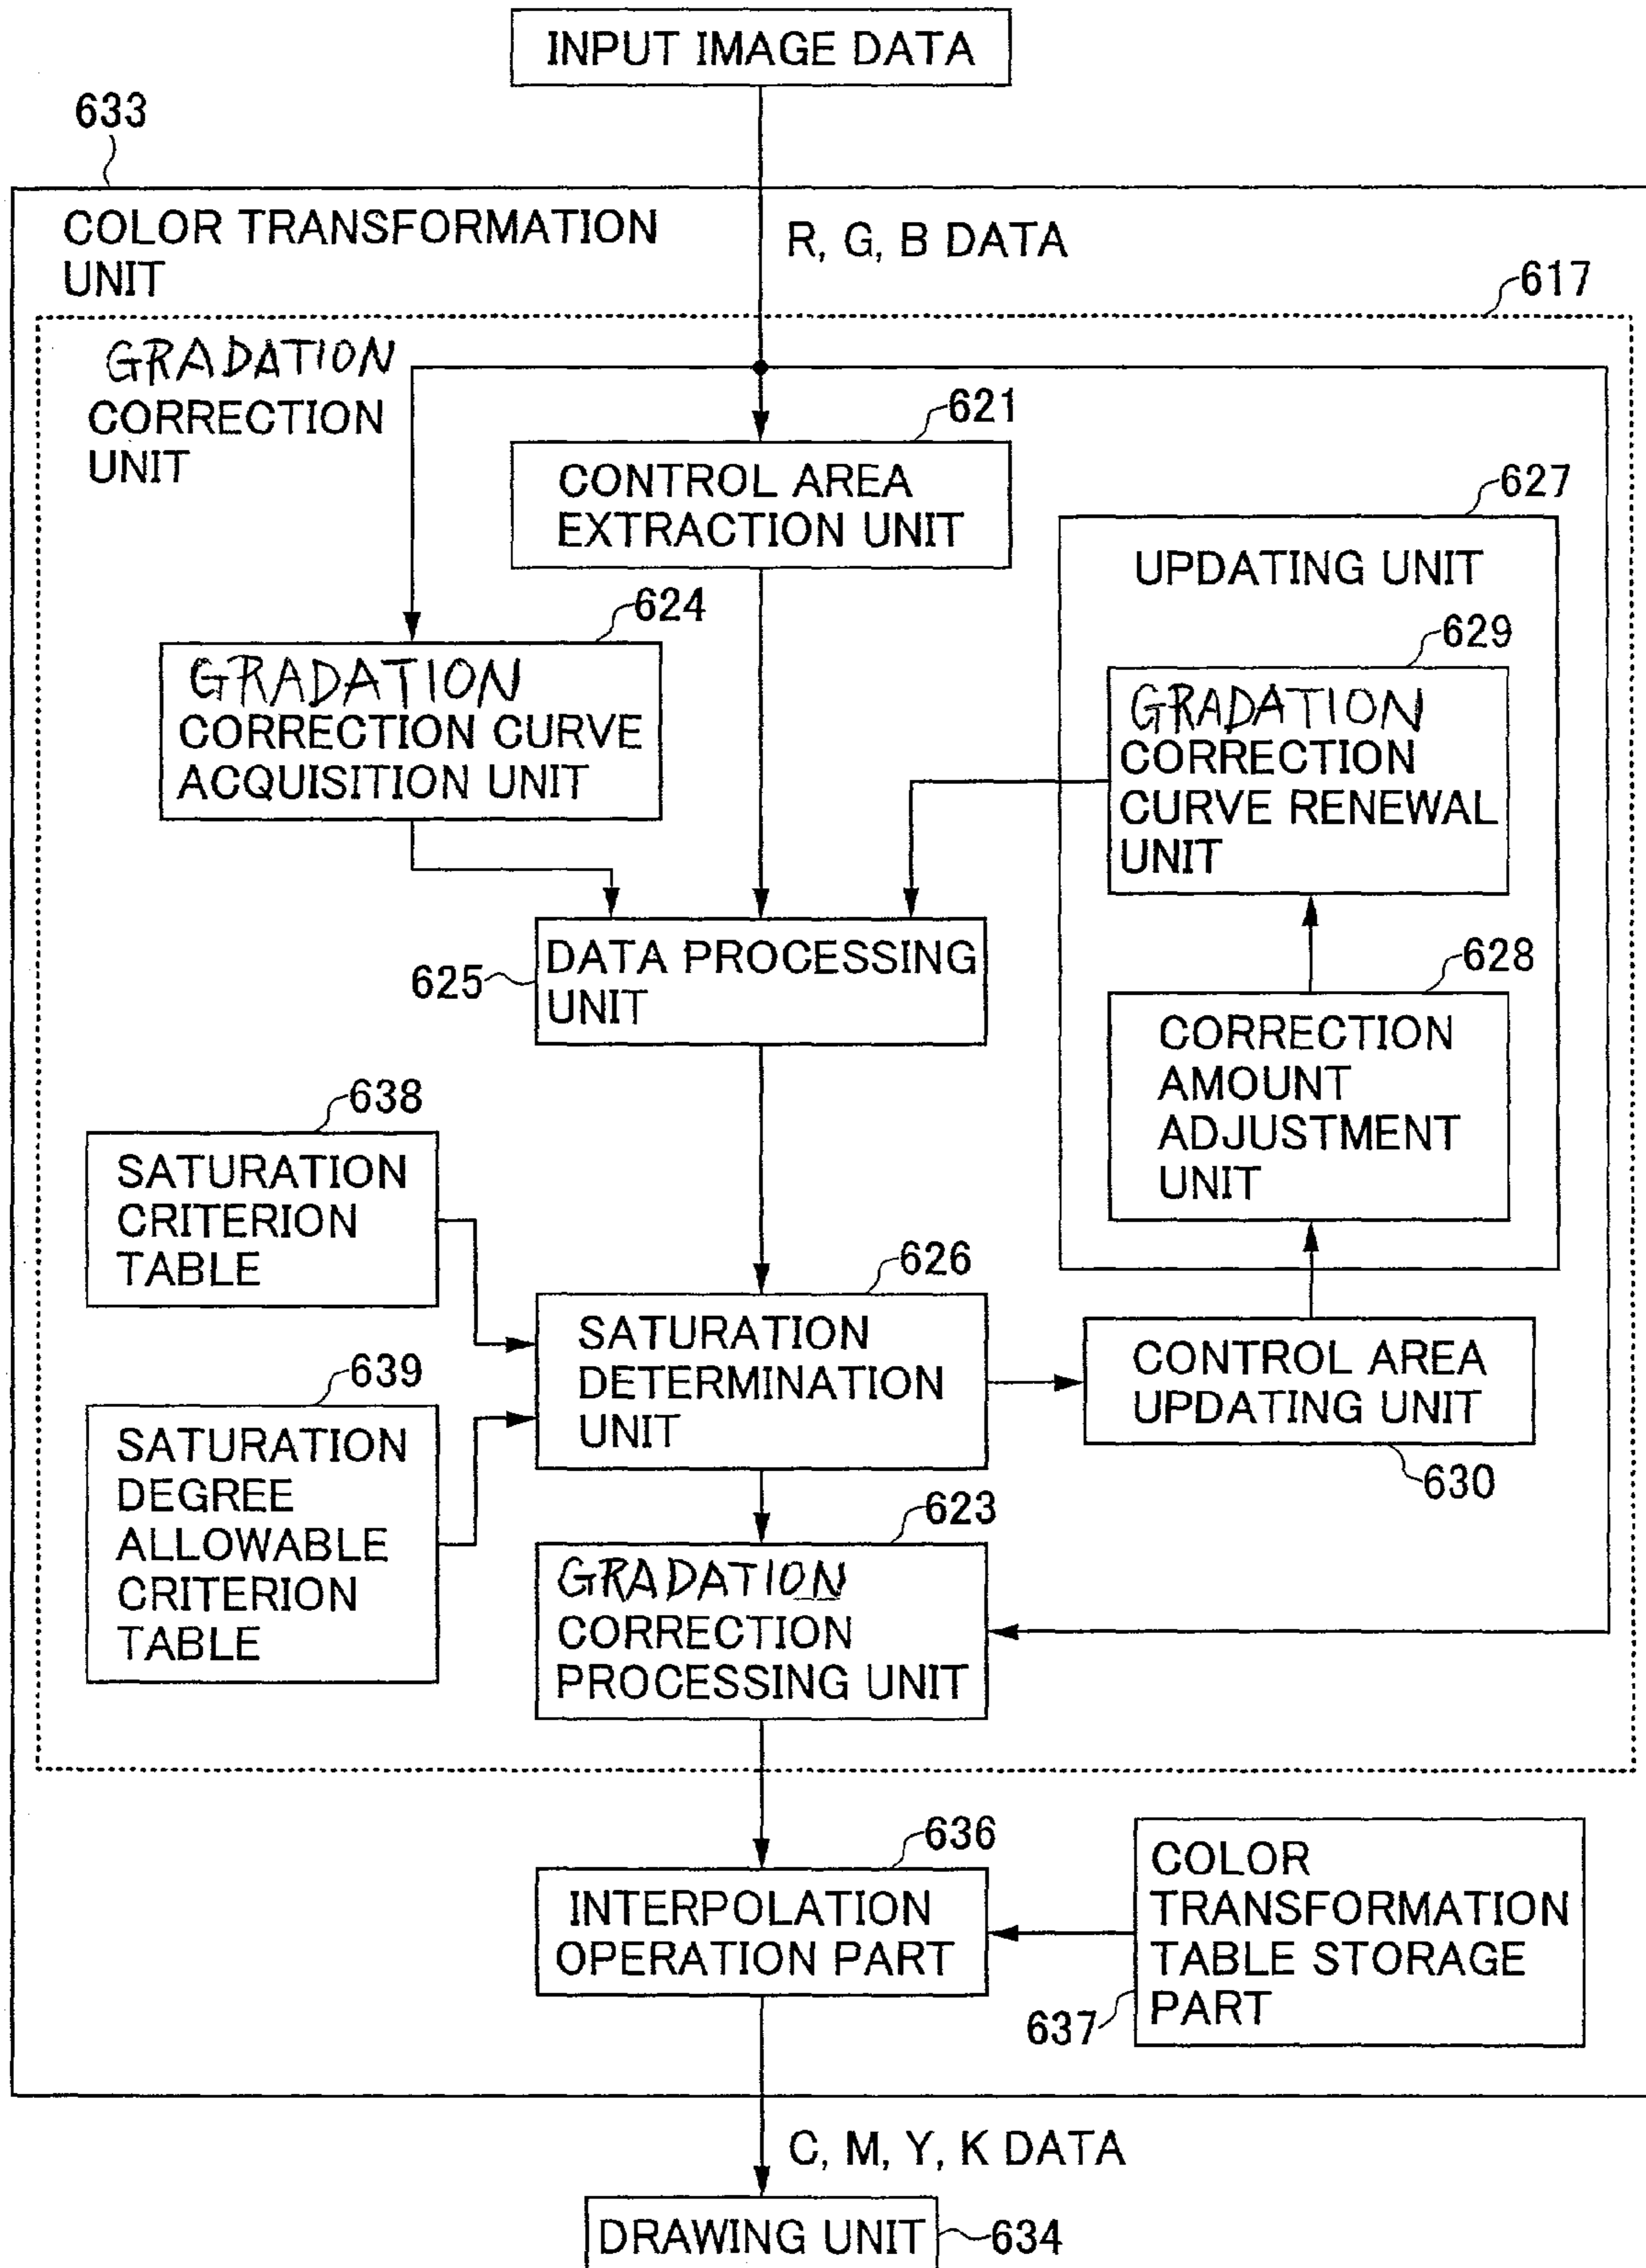 INPUT IMAGE DATA
633
COLOR TRANSFORMATION
UNIT
R, G, B DATA
617
GRADATION
CORRECTION
UNIT
621
CONTROL AREA
EXTRACTION UNIT
627
UPDATING UNIT
624
GRADATION
CORRECTION CURVE
ACQUISITION UNIT
629
GRADATION
CORRECTION
CURVE RENEWAL
UNIT
625
DATA PROCESSING
UNIT
628
CORRECTION
AMOUNT
ADJUSTMENT
UNIT
638
SATURATION
CRITERION
TABLE
626
SATURATION
DETERMINATION
UNIT
CONTROL AREA
UPDATING UNIT
630
639
SATURATION
DEGREE
ALLOWABLE
CRITERION
TABLE
623
GRADATION
CORRECTION
PROCESSING UNIT
636
INTERPOLATION
OPERATION PART
COLOR
TRANSFORMATION
TABLE STORAGE
PART
637
C, M, Y, K DATA
DRAWING UNIT
634